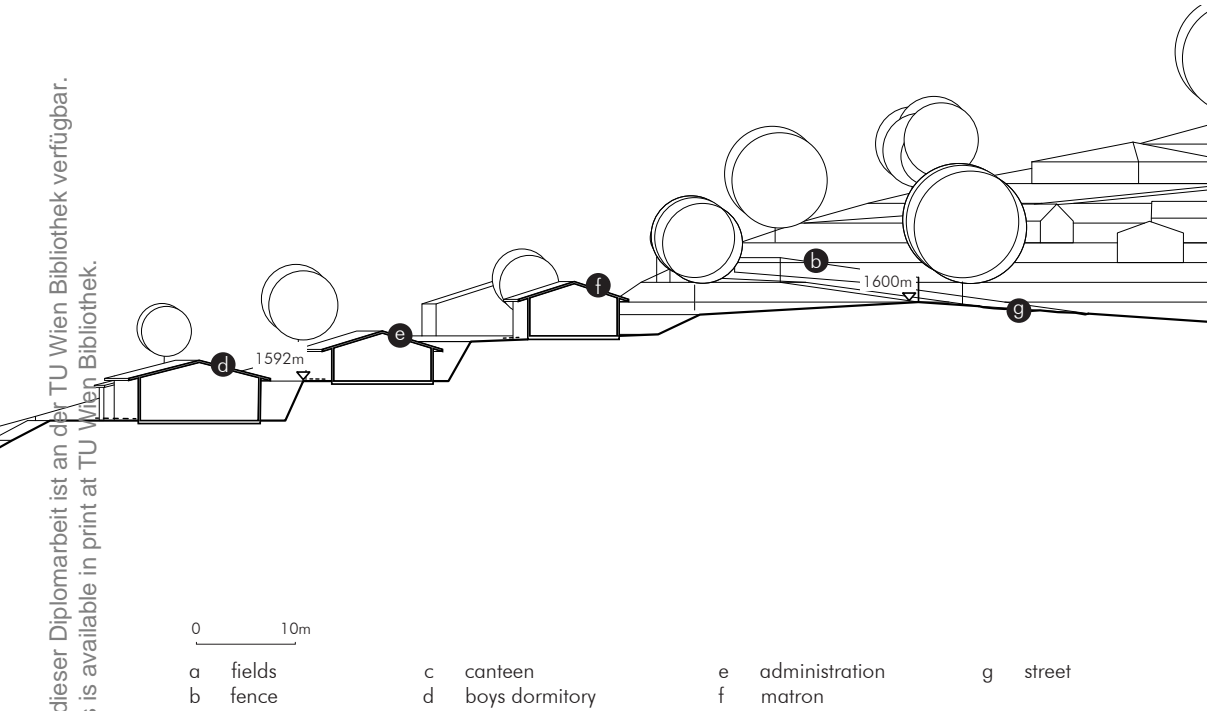 dieser Diplomarbeit ist an der TU Wien Bibliothek verfügbar.
is available in print at TU Wien Bibliothek.
b
1600m
f
g
e
1592m
d
0 10m
a fields c canteen e administration g street
b fence d boys dormitory f matron